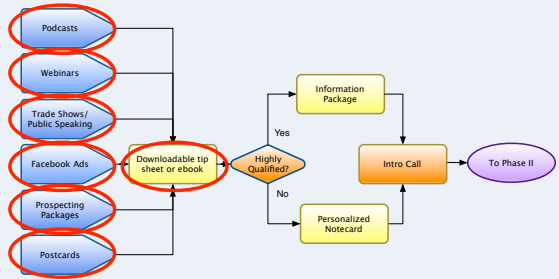 Podcasts
Webinars
Trade Shows/
Public Speaking
Facebook Ads
Prospecting
Packages
Postcards
Downloadable tip
sheet or ebook
Highly
Qualified?
Yes
No
Information
Package
Personalized
Notecard
Intro Call
To Phase II